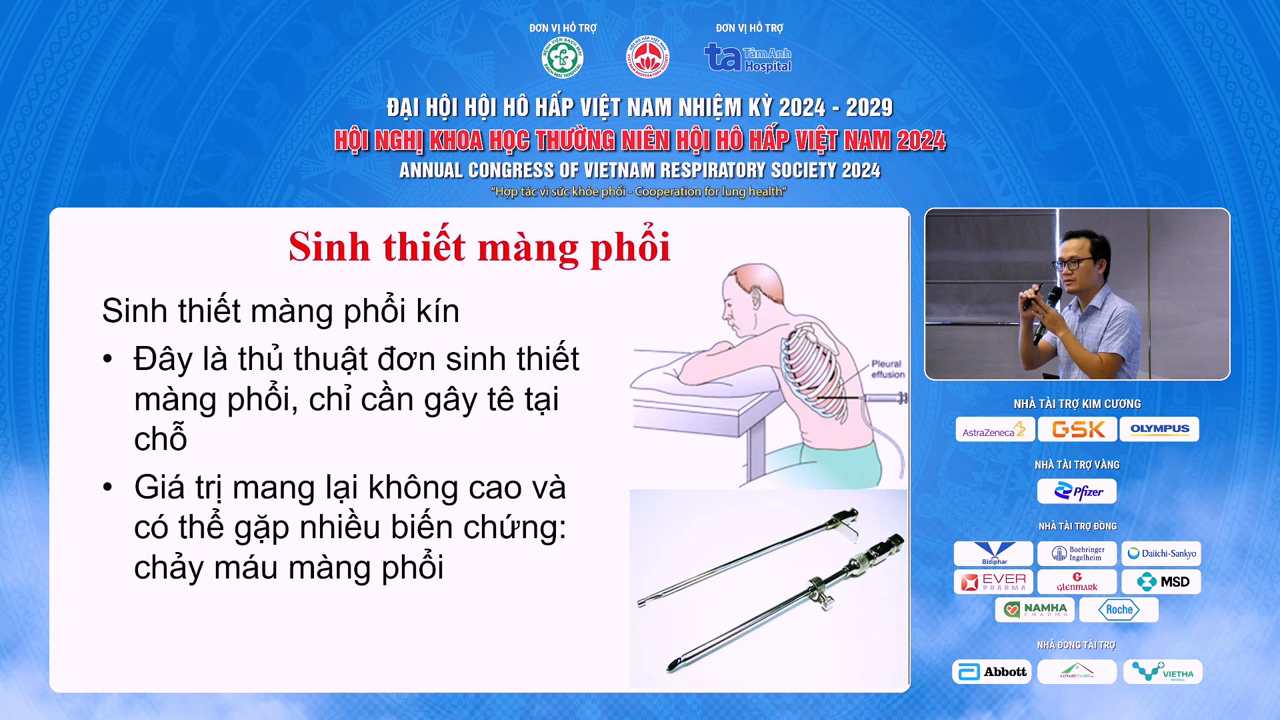 ĐƠN VỊ HỖ TRỢ
ĐƠN VỊ HỖ TRỢ
ta TâmAnh
Hospital
ĐẠI HỘI HỘI HÔ HẤP VIỆT NAM NHIỆM KỲ 2024 - 2029
HỘI NGHỊ KHOA HỌC THƯỜNG NIÊN HỘI HÔ HẤP VIỆT NAM 2024
ANNUAL CONGRESS OF VIETNAM RESPIRATORY SOCIETY 2024
"Hợp tác vì sức khỏe phổi - Cooperation for lung health"
Sinh thiết màng phổi
Sinh thiết màng phổi kín
• Đây là thủ thuật đơn sinh thiết
màng phổi, chỉ cần gây tê tại
chỗ
• Giá trị mang lại không cao và
có thể gặp nhiều biến chứng:
chảy máu màng phổi
Pleural
effusion
NHÀ TÀI TRỢ KIM CƯƠNG
AstraZeneca
GSK
OLYMPUS
NHÀ TÀI TRỢ VÀNG
Pfizer
NHÀ TÀI TRỢ ĐỒNG
Bidiphar
Boehringer
Ingelheim
Daiichi-Sankyo
EVER
PHARMA
GLENMARK
MSD
NAMHA
PHARMA
Roche
NHÀ ĐỒNG TÀI TRỢ
Abbott
VIETHA